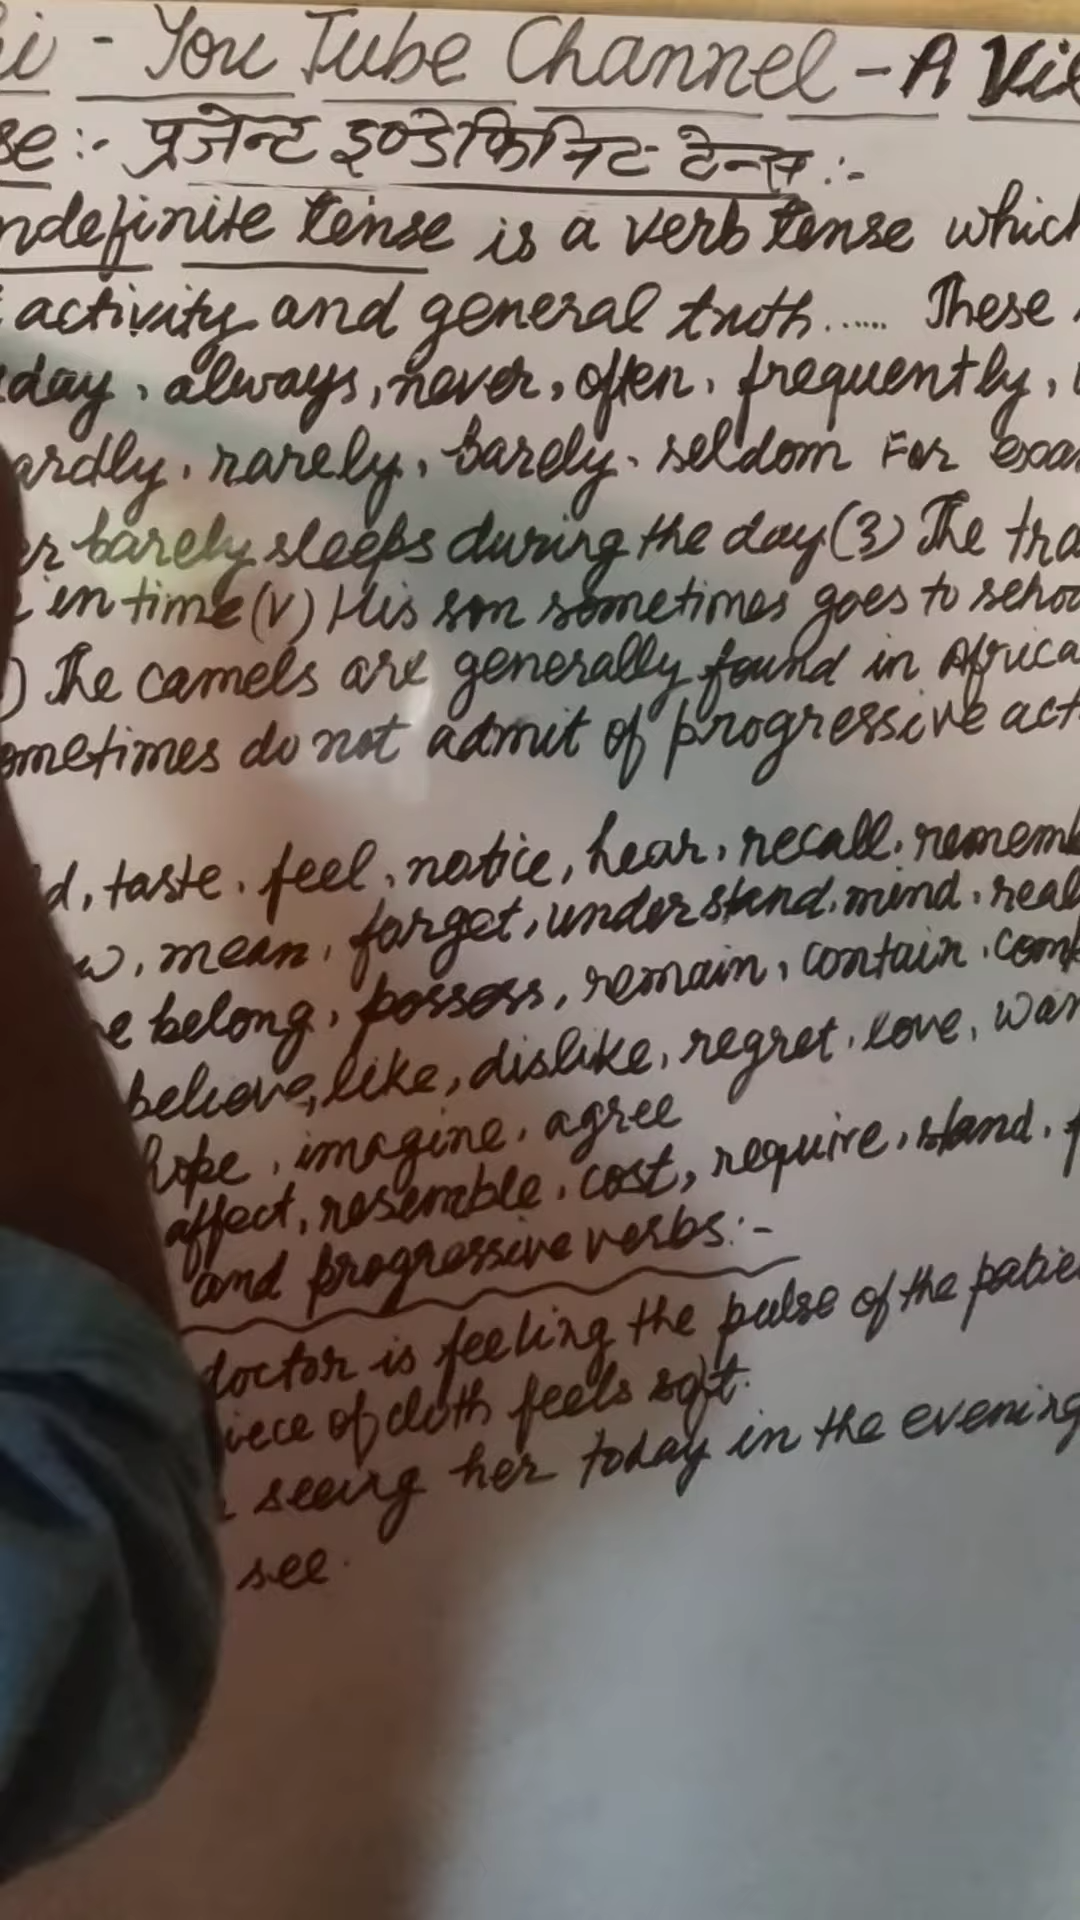 - You Tube Channel - A
:- प्रजेन्ट इण्डेफिनिट टेन्स :-
ndefinite tense is a verb tense which
activity and general truth...... These
day, always, never, often, frequently,
ardly, rarely, barely, seldom For exa
barely sleeps during the day (3) The tra
in time (V) His son sometimes goes to schoo
) The camels are generally found in Africa
ometimes do not admit of progressive act
d, taste, feel, notice, hear, recall, rememb
w, mean, forget, understand, mind, real
e belong, possess, remain, contain, com
believe, like, dislike, regret, love, wan
hope, imagine, agree
affect, resemble, cost, require, stand,
and progressive verbs:-
doctor is feeling the pulse of the patie
iece of cloth feels soft.
seeing her today in the evening
see.